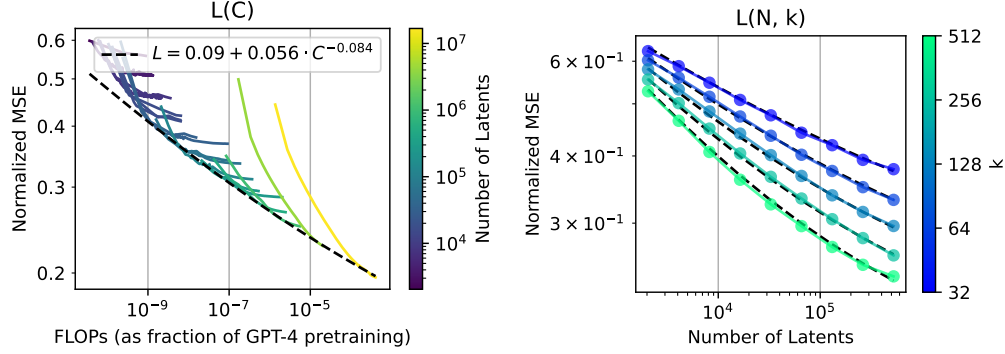 L(C)
L = 0.09 + 0.056 · C^{-0.084}
0.6
0.5
0.4
0.3
0.2
Normalized MSE
10^{-9}
10^{-7}
10^{-5}
FLOPs (as fraction of GPT-4 pretraining)
10^7
10^6
10^5
10^4
Number of Latents
L(N, k)
6 × 10^{-1}
4 × 10^{-1}
3 × 10^{-1}
Normalized MSE
10^4
10^5
Number of Latents
512
256
128
64
32
k